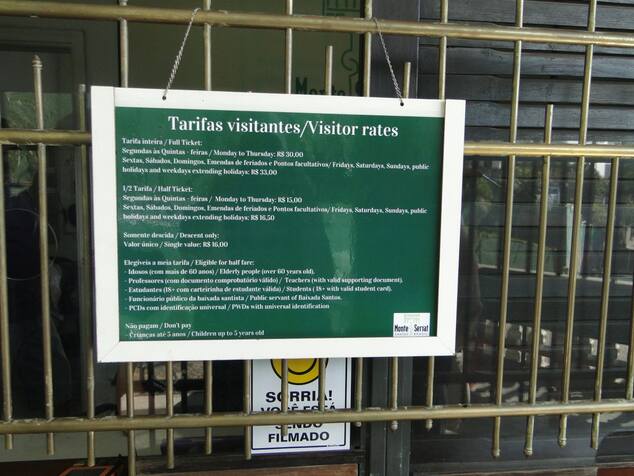 Tarifas visitantes/Visitor rates
Tarifa inteira / Full Ticket:
Segundas às Quintas - feiras / Monday to Thursday: R$ 30,00
Sextas, Sábados, Domingos, Emendas de feriados e Pontos facultativos/ Fridays, Saturdays, Sundays, public
holidays and weekdays extending holidays: R$ 33,00
1/2 Tarifa / Half Ticket:
Segundas às Quintas - feiras / Monday to Thursday: R$ 15,00
Sextas, Sábados, Domingos, Emendas de feriados e Pontos facultativos/ Fridays, Saturdays, Sundays, public
holidays and weekdays extending holidays: R$ 16,50
Somente descida / Descent only:
Valor único / Single value: R$ 16,00
Elegíveis a meia tarifa / Eligible for half fare:
- Idosos (com mais de 60 anos) / Elderly people (over 60 years old).
- Professores (com documento comprobatório válido) / Teachers (with valid supporting document).
- Estudantes (18+ com carteirinha de estudante válida) / Students ( 18+ with valid student card).
- Funcionário público da baixada santista / Public servant of Baixada Santos.
- PCDs com identificação universal / PWDs with universal identification
Não pagam / Don't pay
- Crianças até 5 anos / Children up to 5 years old
Monte Serrat
SORRIA!
VOCÊ ESTÁ
SENDO
FILMADO